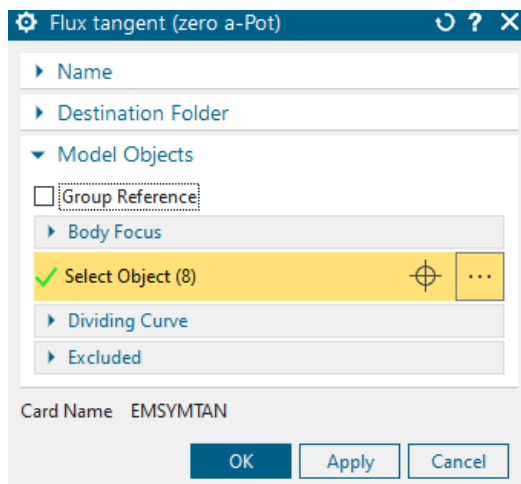 Flux tangent (zero a-Pot) ?
Name
Destination Folder
Model Objects
Group Reference
Body Focus
Select Object (8) ...
Dividing Curve
Excluded
Card Name EMSYMTAN
OK Apply Cancel